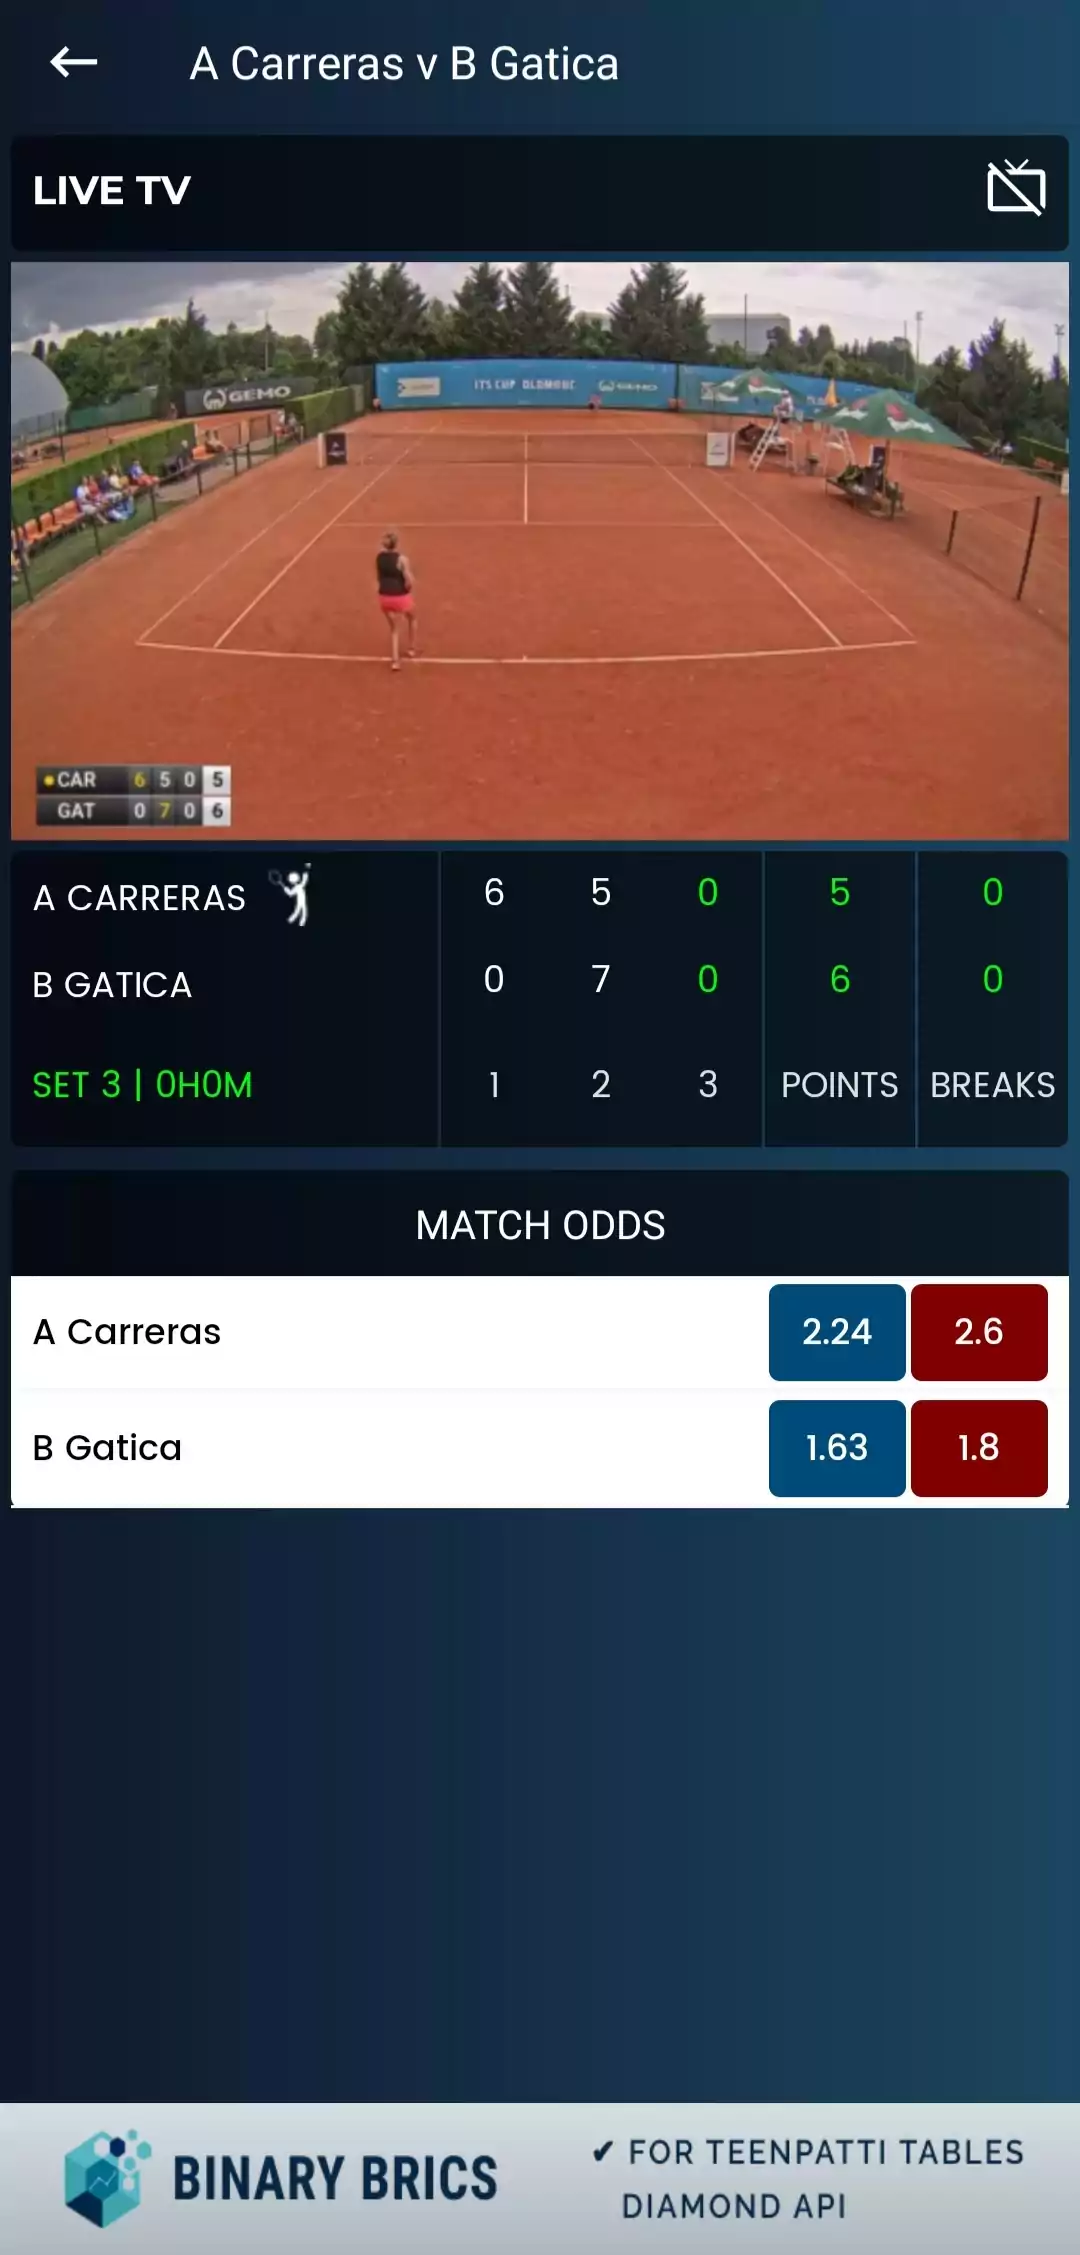 A Carreras v B Gatica
LIVE TV
GEMO
ITS CUP OLOMOUC
GEMO
CAR 6 5 0 5
GAT 0 7 0 6
A CARRERAS 6 5 0 5 0
B GATICA 0 7 0 6 0
SET 3 | 0H0M 1 2 3 POINTS BREAKS
MATCH ODDS
A Carreras 2.24 2.6
B Gatica 1.63 1.8
BINARY BRICS
✔ FOR TEENPATTI TABLES
DIAMOND API